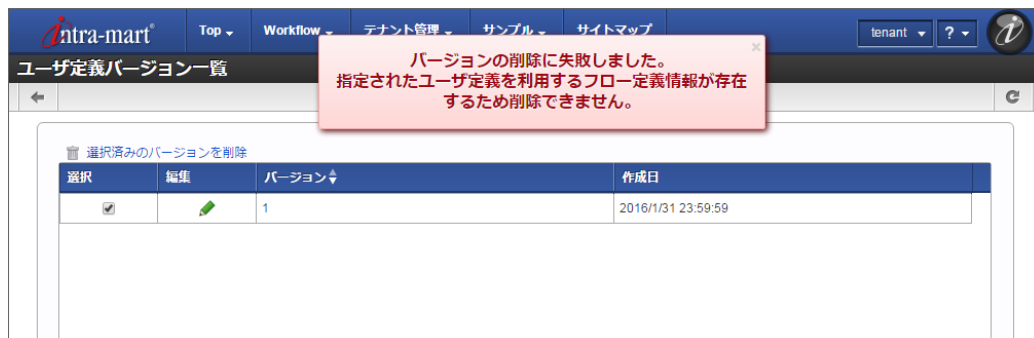 intra-mart Top Workflow テナント管理 サンプル サイトマップ tenant ?
ユーザ定義バージョン一覧
バージョンの削除に失敗しました。
指定されたユーザ定義を利用するフロー定義情報が存在
するため削除できません。
選択済みのバージョンを削除
選択 編集 バージョン 作成日
1 2016/1/31 23:59:59